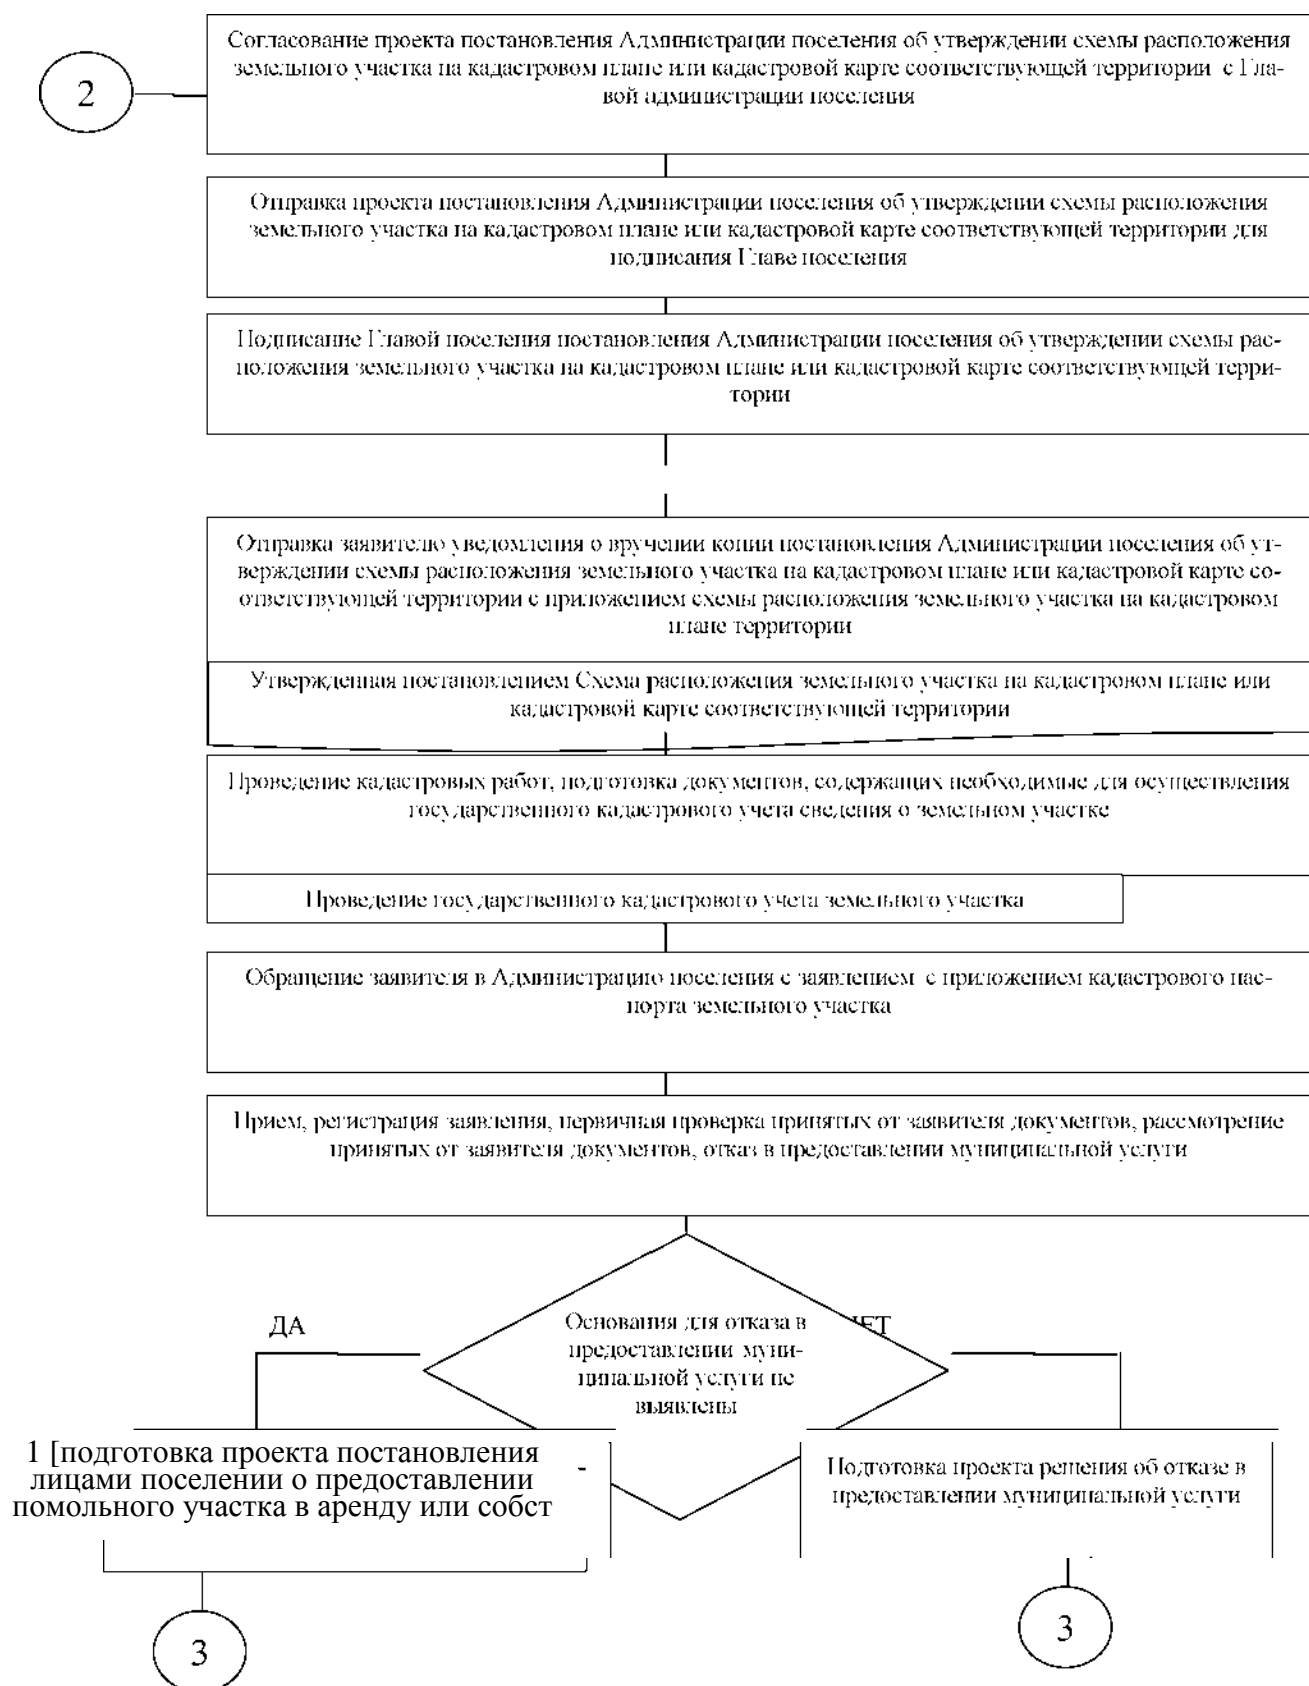 Согласование проекта постановления Администрации поселения об утверждении схемы расположения
земельного участка на кадастровом плане или кадастровой карте соответствующей территории с Гла-
вой администрации поселения
2
Отправка проекта постановления Администрации поселения об утверждении схемы расположения
земельного участка на кадастровом плане или кадастровой карте соответствующей территории для
подписания Главе поселения
Подписание Главой поселения постановления Администрации поселения об утверждении схемы рас-
положения земельного участка на кадастровом плане или кадастровой карте соответствующей терри-
тории
Отправка заявителю уведомления о вручении копии постановления Администрации поселения об ут-
верждении схемы расположения земельного участка на кадастровом плане или кадастровой карте со-
ответствующей территории с приложением схемы расположения земельного участка на кадастровом
плане территории
Утвержденная постановлением Схема расположения земельного участка на кадастровом плане или
кадастровой карте соответствующей территории
Проведение кадастровых работ, подготовка документов, содержащих необходимые для осуществления
государственного кадастрового учета сведения о земельном участке
Проведение государственного кадастрового учета земельного участка
Обращение заявителя в Администрацию поселения с заявлением с приложением кадастрового пас-
порта земельного участка
Прием, регистрация заявления, первичная проверка принятых от заявителя документов, рассмотрение
принятых от заявителя документов, отказ в предоставлении муниципальной услуги
ДА
Основания для отказа в
предоставлении муни-
ципальной услуги не
выявлены
НЕТ
1 [подготовка проекта постановления
лицами поселении о предоставлении
помольного участка в аренду или собст
-
Подготовка проекта решения об отказе в
предоставлении муниципальной услуги
3
3